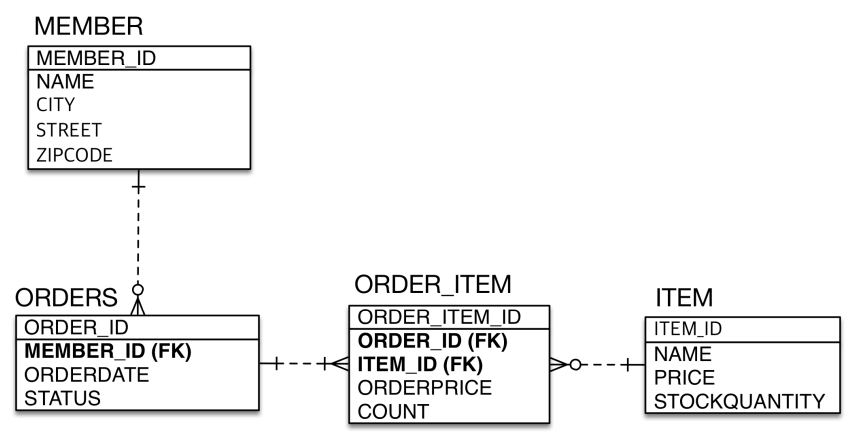 MEMBER
MEMBER_ID
NAME
CITY
STREET
ZIPCODE
ORDERS
ORDER_ID
MEMBER_ID (FK)
ORDERDATE
STATUS
ORDER_ITEM
ORDER_ITEM_ID
ORDER_ID (FK)
ITEM_ID (FK)
ORDERPRICE
COUNT
ITEM
ITEM_ID
NAME
PRICE
STOCKQUANTITY